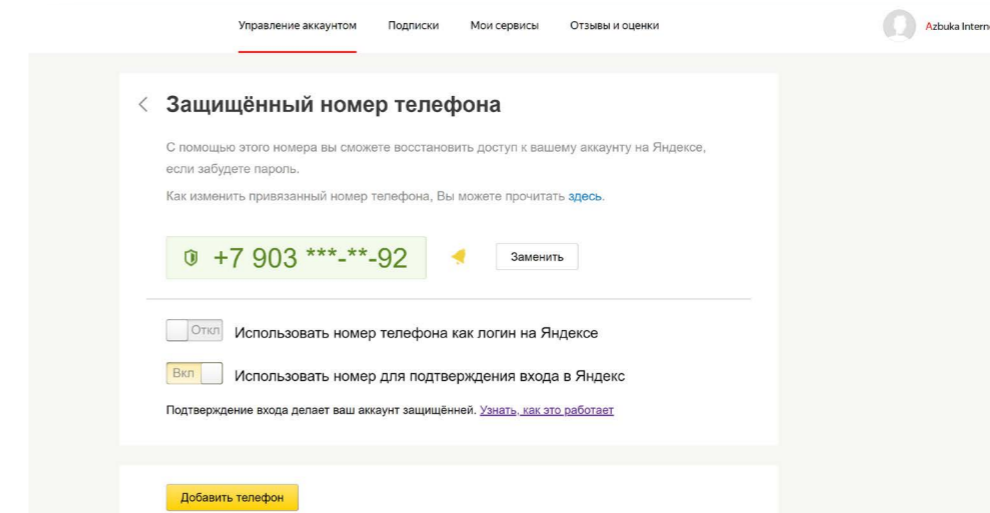 Управление аккаунтом Подписки Мои сервисы Отзывы и оценки Azbuka Intern
Защищённый номер телефона
С помощью этого номера вы сможете восстановить доступ к вашему аккаунту на Яндексе,
если забудете пароль.
Как изменить привязанный номер телефона, Вы можете прочитать здесь.
+7 903 ***-**-92 Заменить
Откл Использовать номер телефона как логин на Яндексе
Вкл Использовать номер для подтверждения входа в Яндекс
Подтверждение входа делает ваш аккаунт защищённей. Узнать, как это работает
Добавить телефон